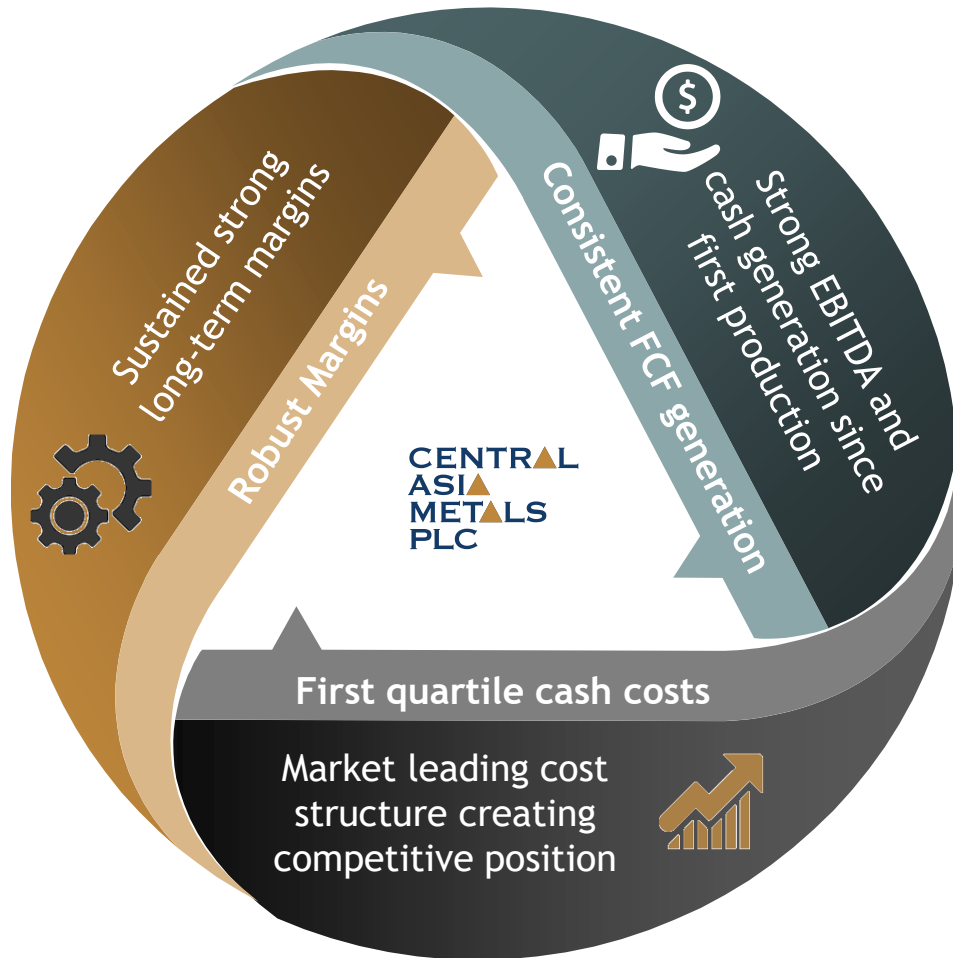 Sustained strong
long-term margins
Robust Margins
$
Consistent FCF generation
Strong EBITDA and
cash generation since
first production
CENTRAL
ASIA
METALS
PLC
First quartile cash costs
Market leading cost
structure creating
competitive position